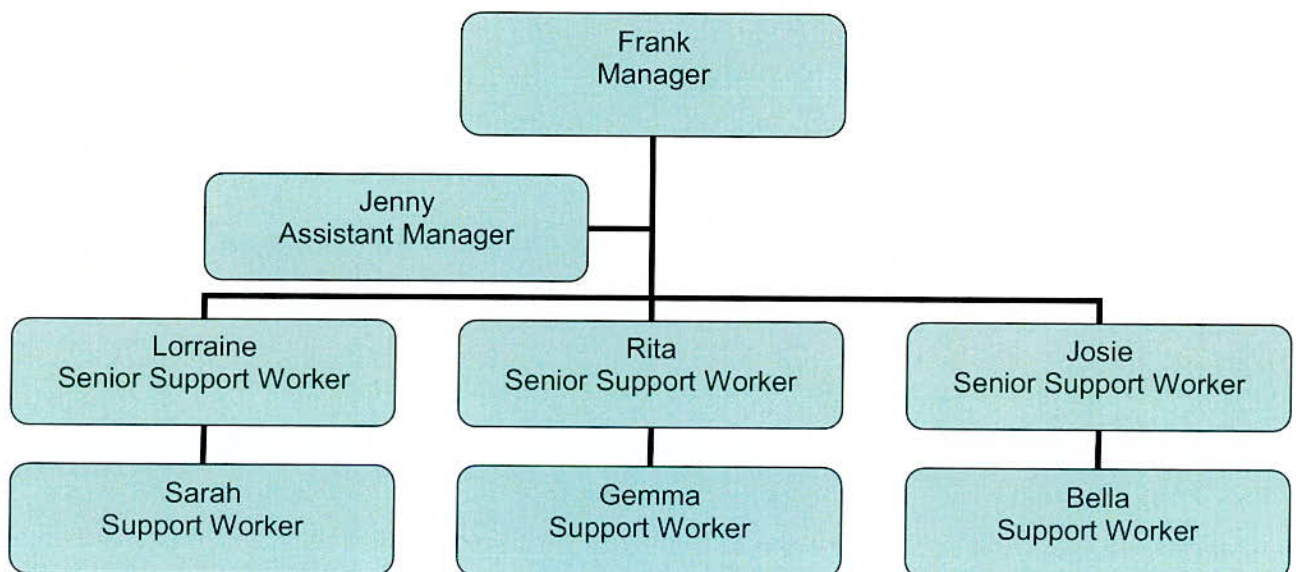 Frank
Manager
Jenny
Assistant Manager
Lorraine
Senior Support Worker
Rita
Senior Support Worker
Josie
Senior Support Worker
Sarah
Support Worker
Gemma
Support Worker
Bella
Support Worker